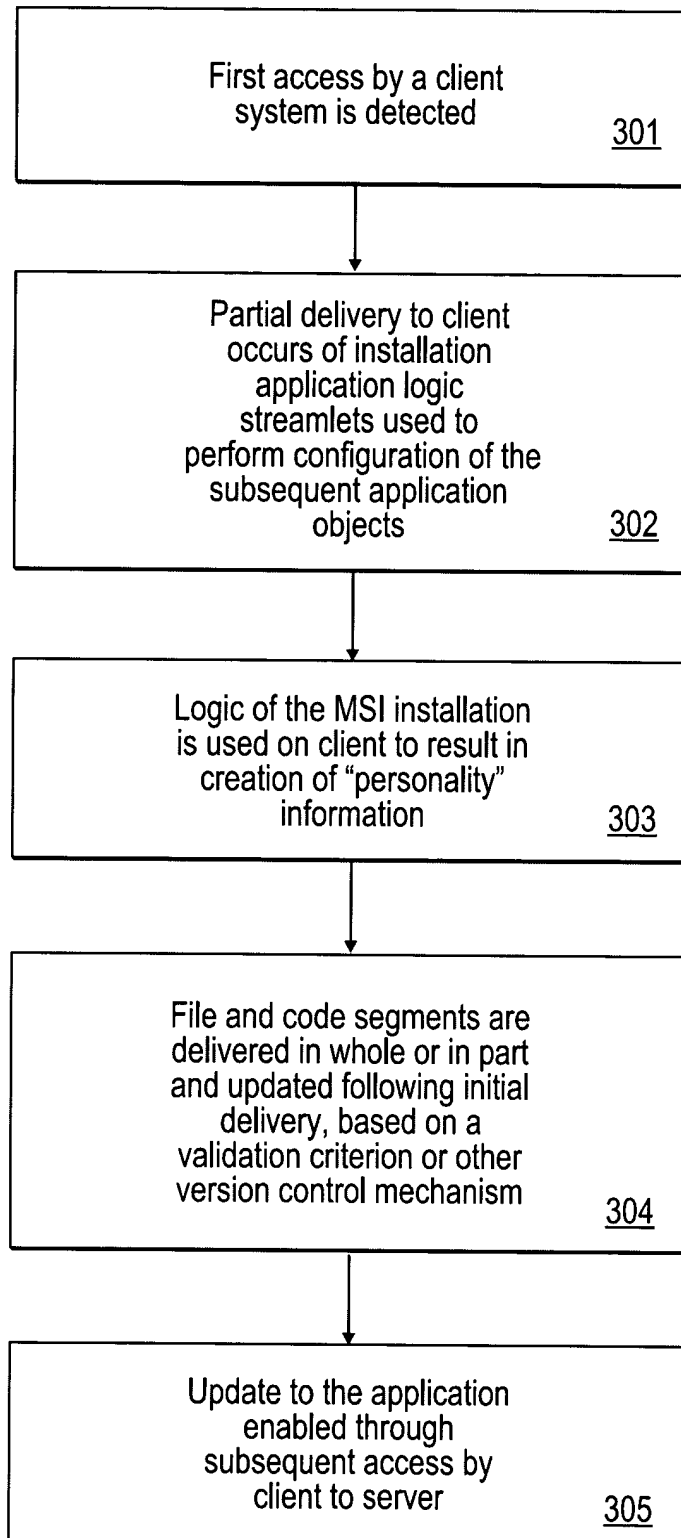 First access by a client
system is detected
301
Partial delivery to client
occurs of installation
application logic
streamlets used to
perform configuration of the
subsequent application
objects
302
Logic of the MSI installation
is used on client to result in
creation of “personality”
information
303
File and code segments are
delivered in whole or in part
and updated following initial
delivery, based on a
validation criterion or other
version control mechanism
304
Update to the application
enabled through
subsequent access by
client to server
305